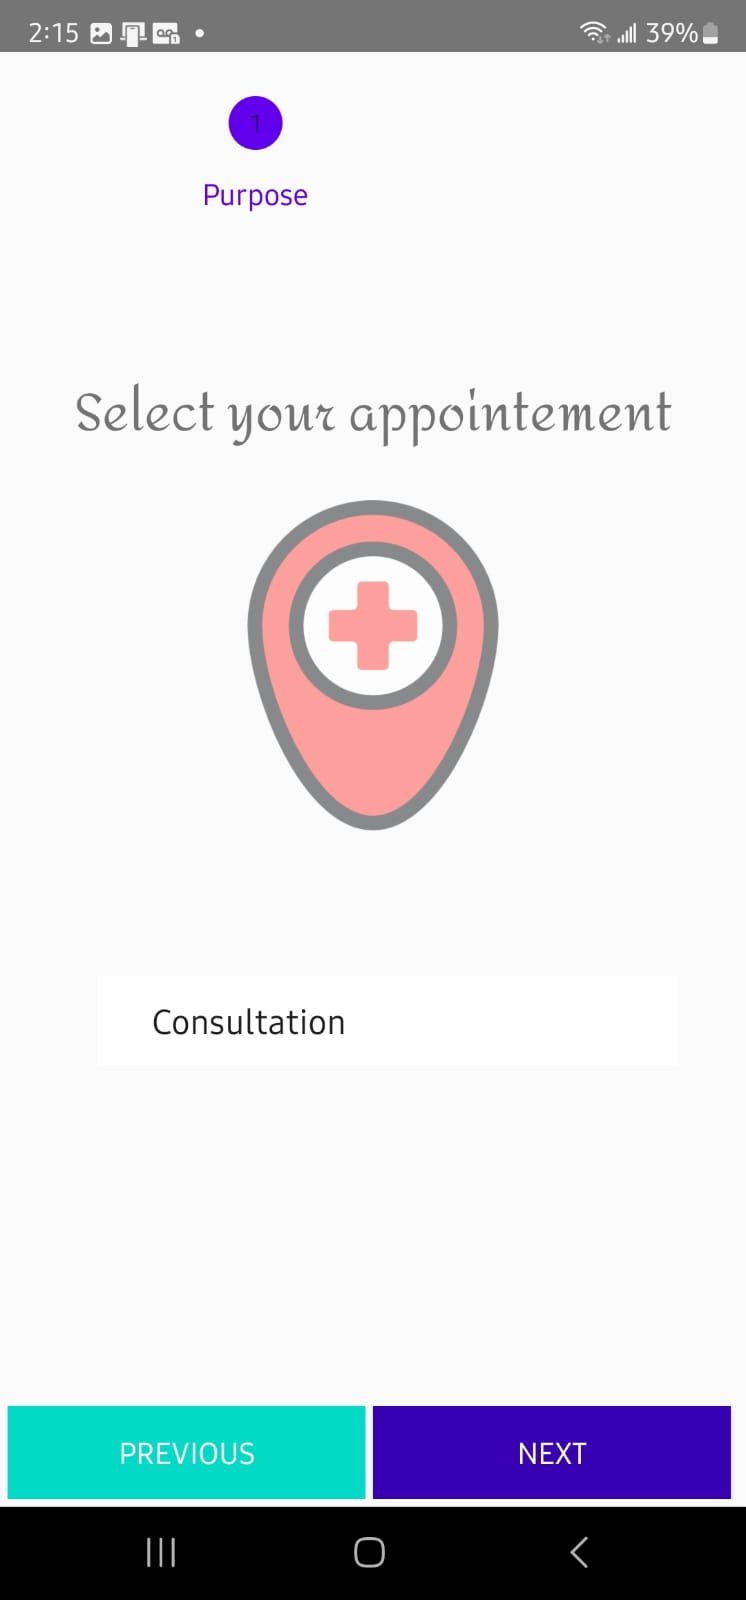 2:15 39%
1
Purpose
Select your appointement
Consultation
PREVIOUS NEXT